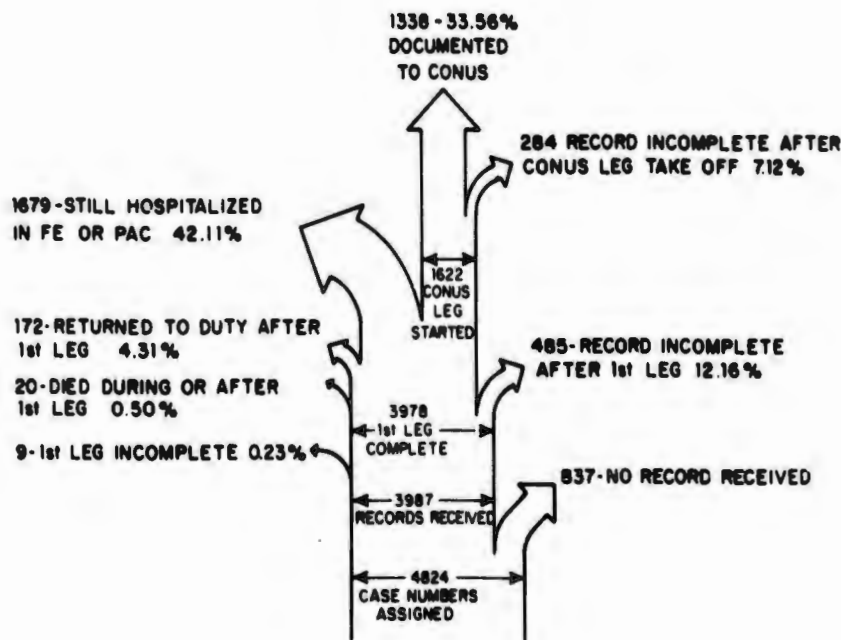 1338-33.56%
DOCUMENTED
TO CONUS
284 RECORD INCOMPLETE AFTER
CONUS LEG TAKE OFF 7.12%
1679-STILL HOSPITALIZED
IN FE OR PAC 42.11%
1622
CONUS
LEG
STARTED
172-RETURNED TO DUTY AFTER
1st LEG 4.31%
485-RECORD INCOMPLETE
AFTER 1st LEG 12.16%
20-DIED DURING OR AFTER
1st LEG 0.50%
3978
1st LEG
COMPLETE
9-1st LEG INCOMPLETE 0.23%
837-NO RECORD RECEIVED
3987
RECORDS RECEIVED
4824
CASE NUMBERS
ASSIGNED